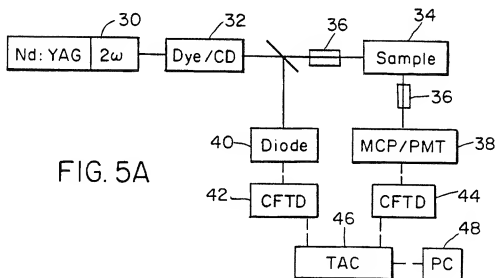 30
32
36
34
Nd: YAG 2ω
Dye/CD
Sample
36
40
Diode
MCP/PMT
38
FIG. 5A
42
CFTD
CFTD
44
46
48
TAC
PC